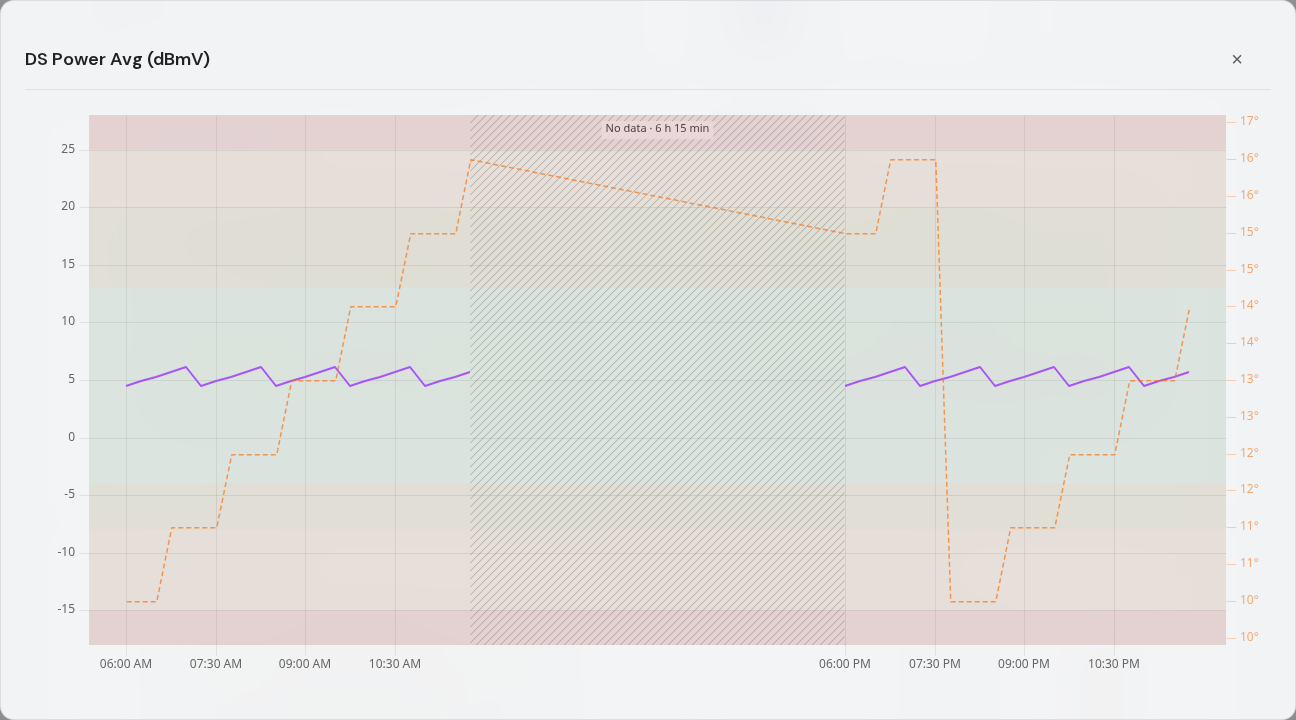 DS Power Avg (dBmV)
×
No data · 6 h 15 min
25
20
15
10
5
0
-5
-10
-15
17°
16°
16°
15°
15°
14°
14°
13°
13°
12°
12°
11°
11°
10°
10°
06:00 AM
07:30 AM
09:00 AM
10:30 AM
06:00 PM
07:30 PM
09:00 PM
10:30 PM